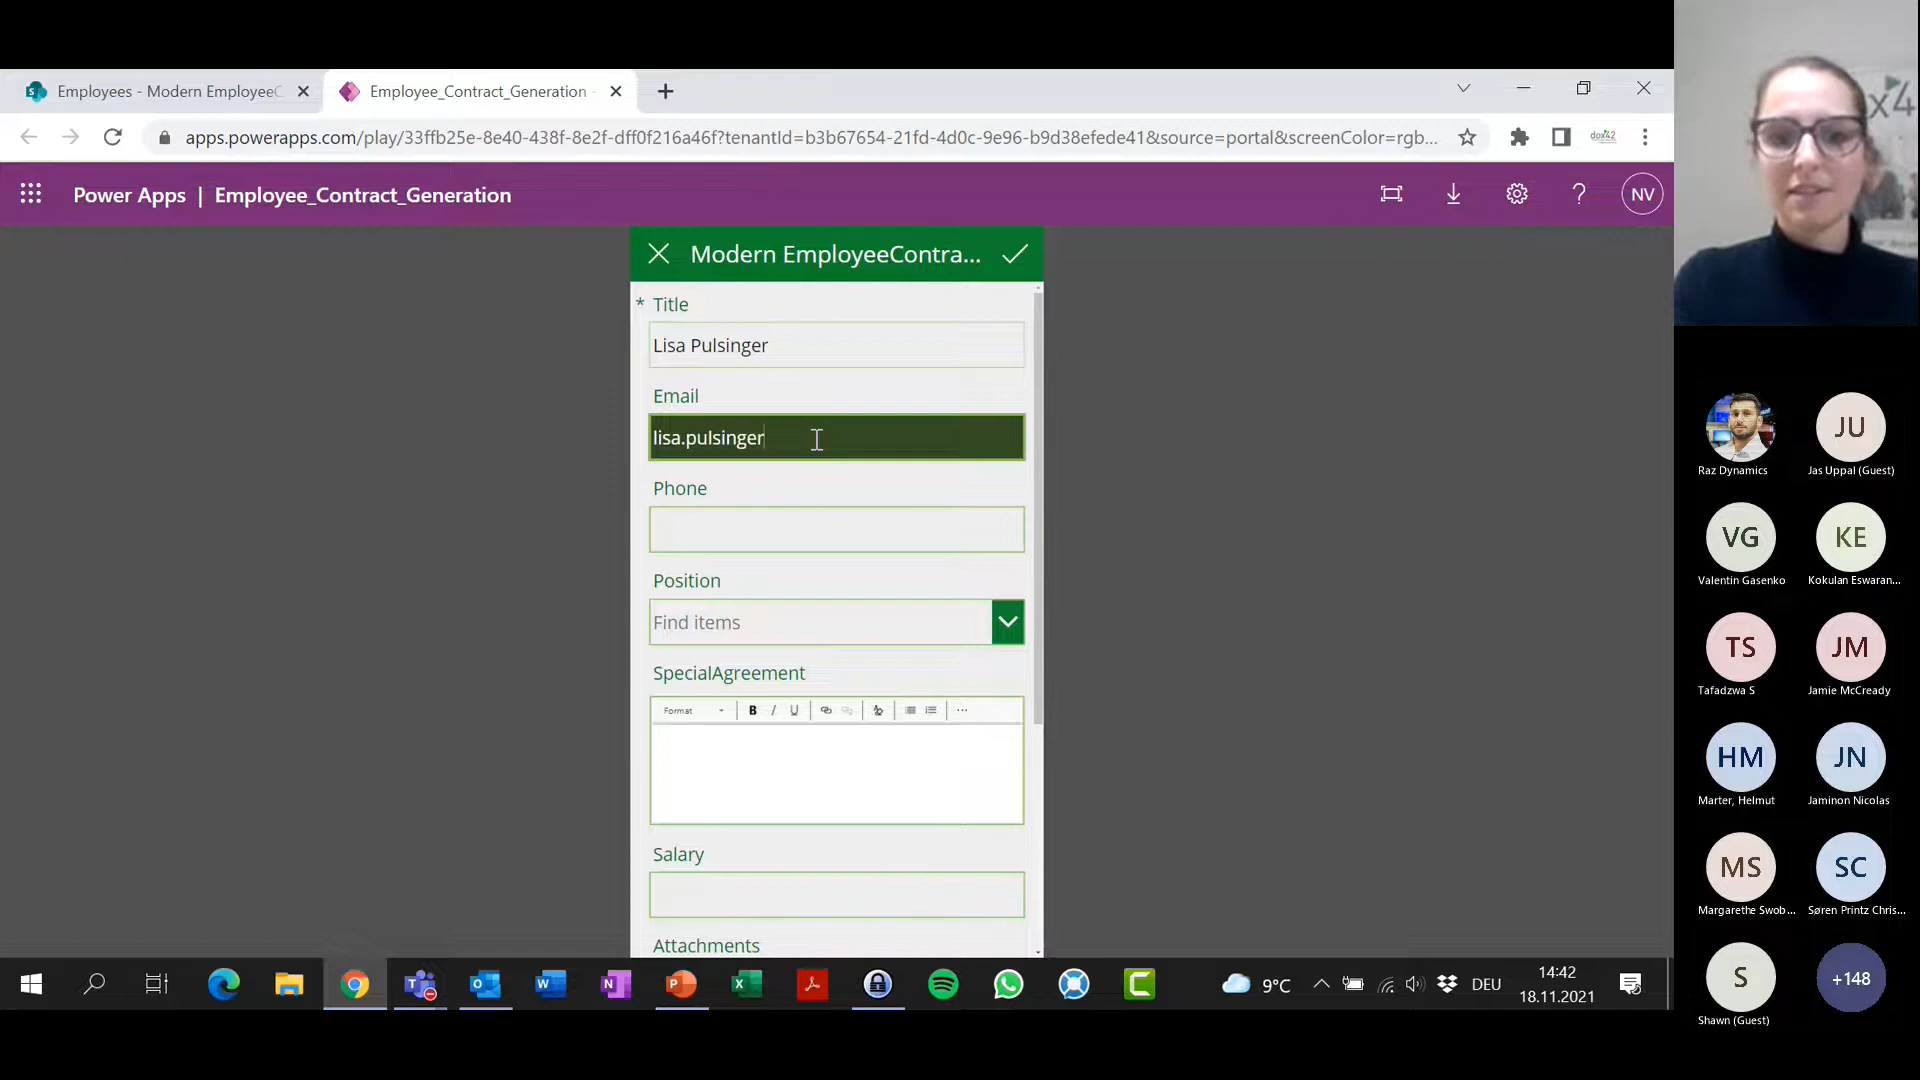 Employees - Modern EmployeeC
Employee_Contract_Generation -
apps.powerapps.com/play/33ffb25e-8e40-438f-8e2f-dff0f216a46f?tenantId=b3b67654-21fd-4d0c-9e96-b9d38efede41&source=portal&screenColor=rgb...
dox42
Power Apps | Employee_Contract_Generation
NV
Modern EmployeeContra...
* Title
Lisa Pulsinger
Email
lisa.pulsinger
Phone
Position
Find items
SpecialAgreement
Format B I U ...
Salary
Attachments
9°C
DEU
14:42
18.11.2021
x4
Raz Dynamics
JU
Jas Uppal (Guest)
VG
Valentin Gasenko
KE
Kokulan Eswaran...
TS
Tafadzwa S
JM
Jamie McCready
HM
Marter, Helmut
JN
Jaminon Nicolas
MS
Margarethe Swob...
SC
Søren Printz Chris...
S
Shawn (Guest)
+148